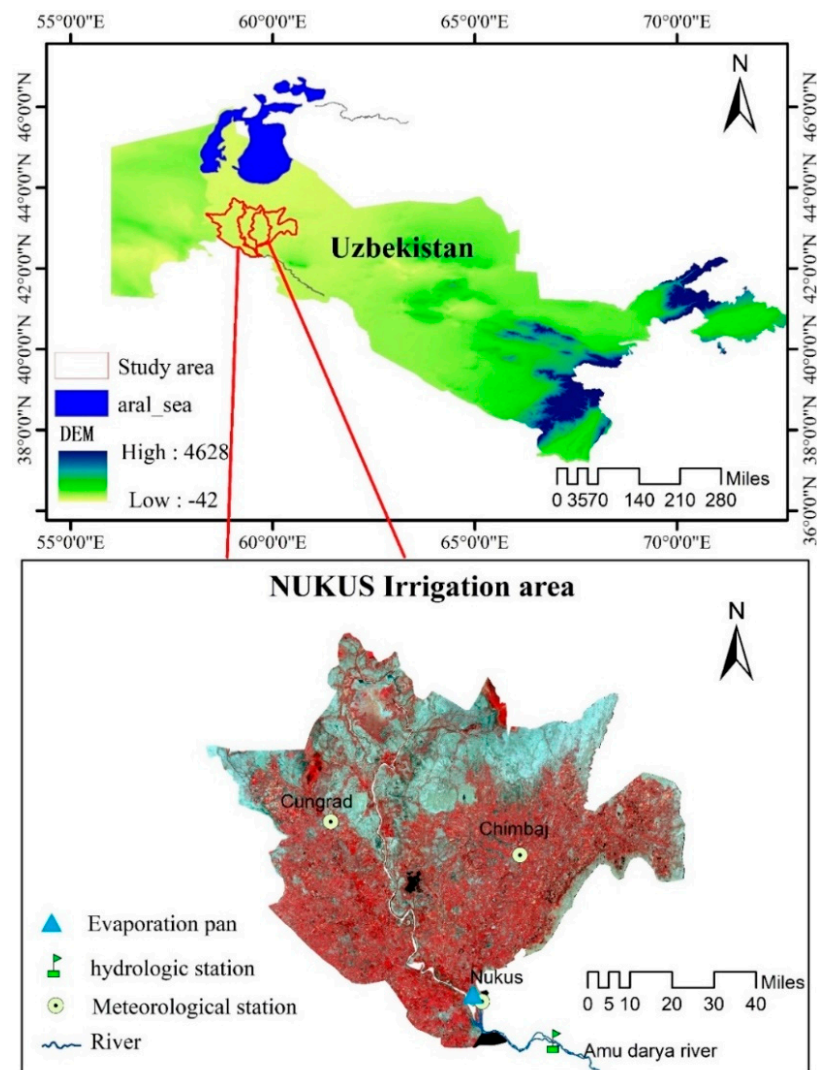 55°0'0"E 60°0'0"E 65°0'0"E 70°0'0"E
N
46°0'0"N
44°0'0"N
42°0'0"N
40°0'0"N
38°0'0"N
46°0'0"N
44°0'0"N
42°0'0"N
40°0'0"N
38°0'0"N
36°0'0"N
Uzbekistan
Study area
aral_sea
DEM
High : 4628
Low : -42
Miles
0 3570 140 210 280
55°0'0"E 60°0'0"E 65°0'0"E 70°0'0"E
NUKUS Irrigation area
N
Cungrad
Chimbaj
Nukus
Amu darya river
Evaporation pan
hydrologic station
Meteorological station
River
Miles
0 5 10 20 30 40